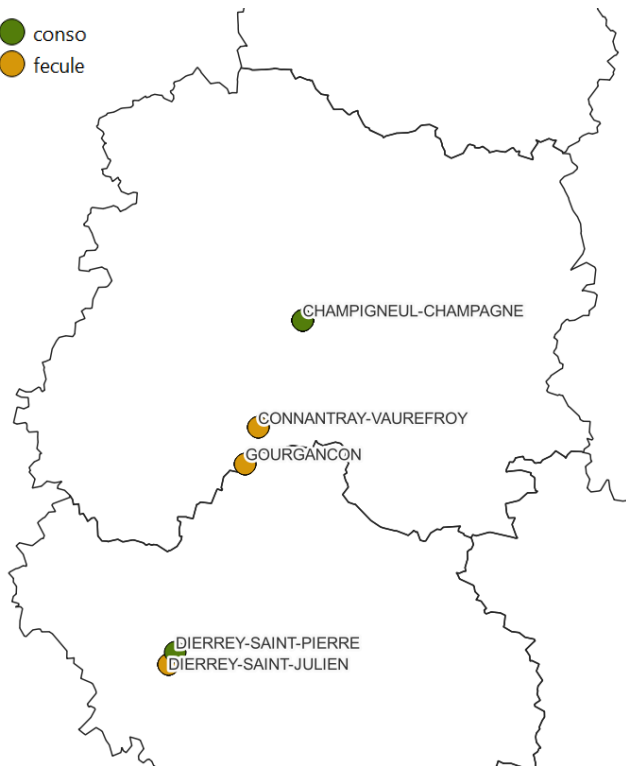 conso
fecule
CHAMPIGNEUL-CHAMPAGNE
CONNANTRAY-VAUREFROY
GOURGANCON
DIERREY-SAINT-PIERRE
DIERREY-SAINT-JULIEN